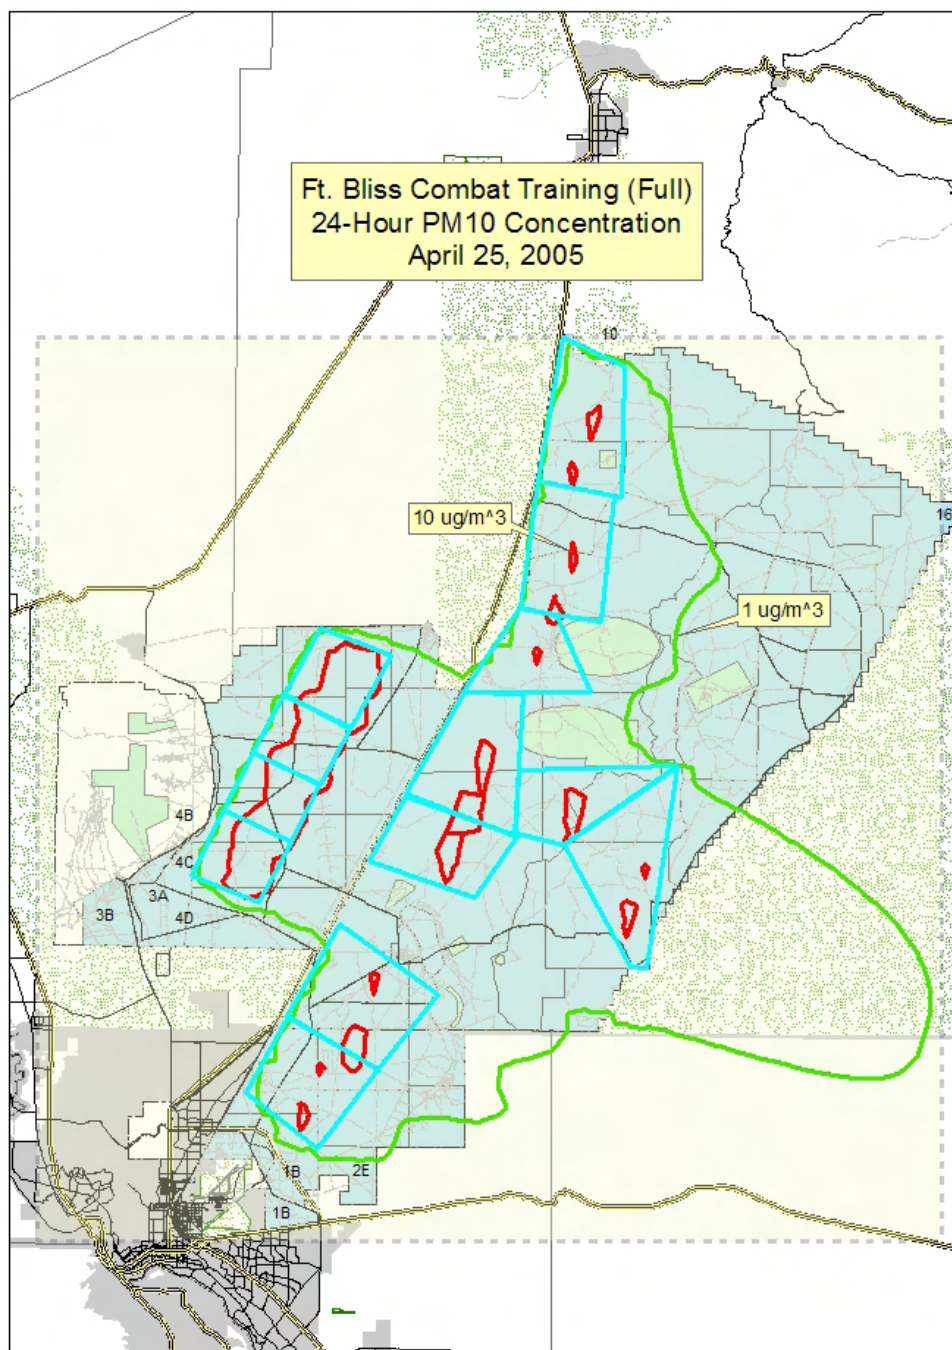 Ft. Bliss Combat Training (Full)
24-Hour PM10 Concentration
April 25, 2005
10
16
10 ug/m^3
1 ug/m^3
4B
4C
3A
3B
4D
1B
2E
1B